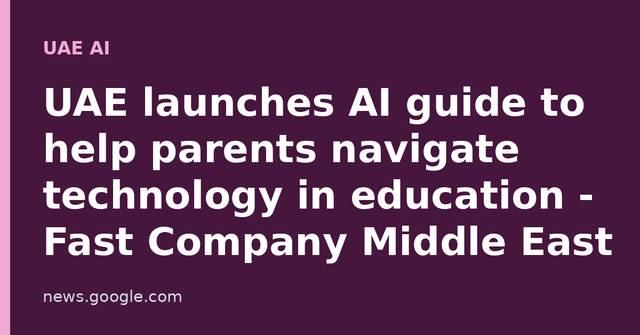 UAE AI
UAE launches AI guide to
help parents navigate
technology in education -
Fast Company Middle East
news.google.com